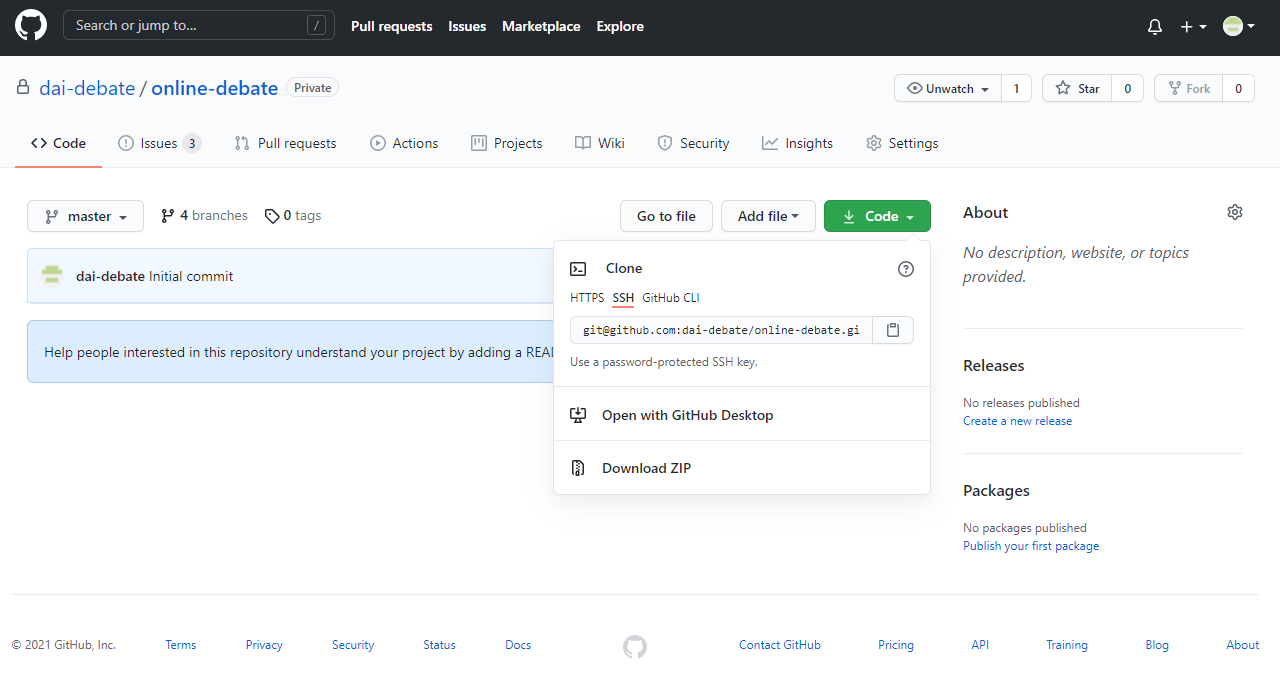 Search or jump to... / Pull requests Issues Marketplace Explore
dai-debate / online-debate Private Unwatch 1 Star 0 Fork 0
Code Issues 3 Pull requests Actions Projects Wiki Security Insights Settings
master 4 branches 0 tags Go to file Add file Code
About
No description, website, or topics
provided.
dai-debate Initial commit
Clone
HTTPS SSH GitHub CLI
git@github.com:dai-debate/online-debate.gi
Use a password-protected SSH key.
Help people interested in this repository understand your project by adding a REA
Open with GitHub Desktop
Download ZIP
Releases
No releases published
Create a new release
Packages
No packages published
Publish your first package
© 2021 GitHub, Inc. Terms Privacy Security Status Docs Contact GitHub Pricing API Training Blog About